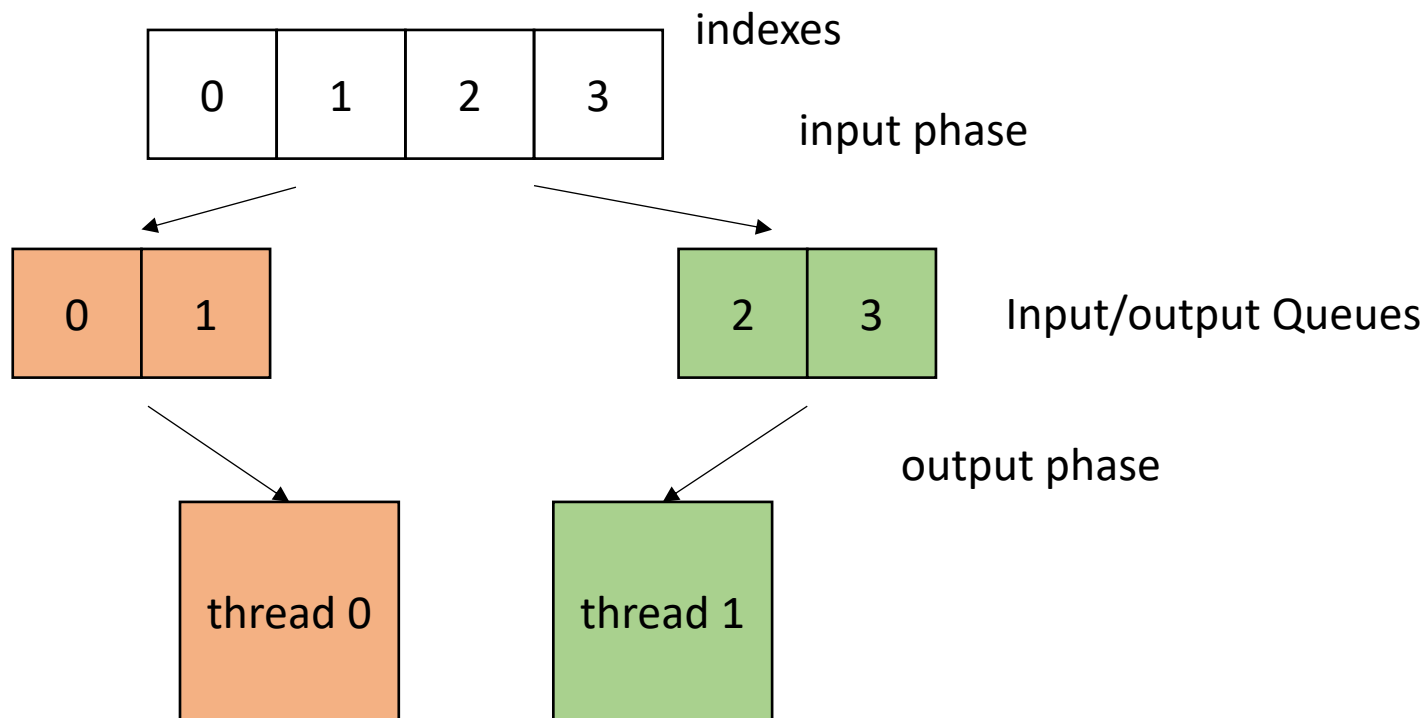 indexes
0 1 2 3
input phase
0 1 2 3 Input/output Queues
output phase
thread 0 thread 1